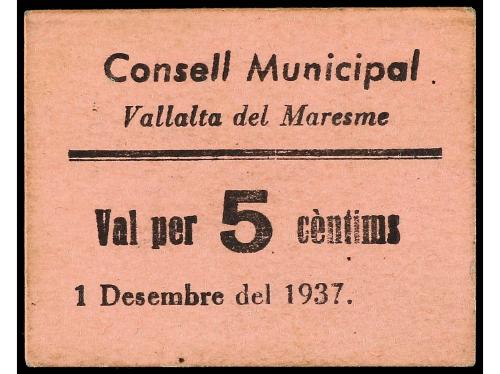 Consell Municipal
Vallalta del Maresme
Val per 5 cèntims
1 Desembre del 1937.